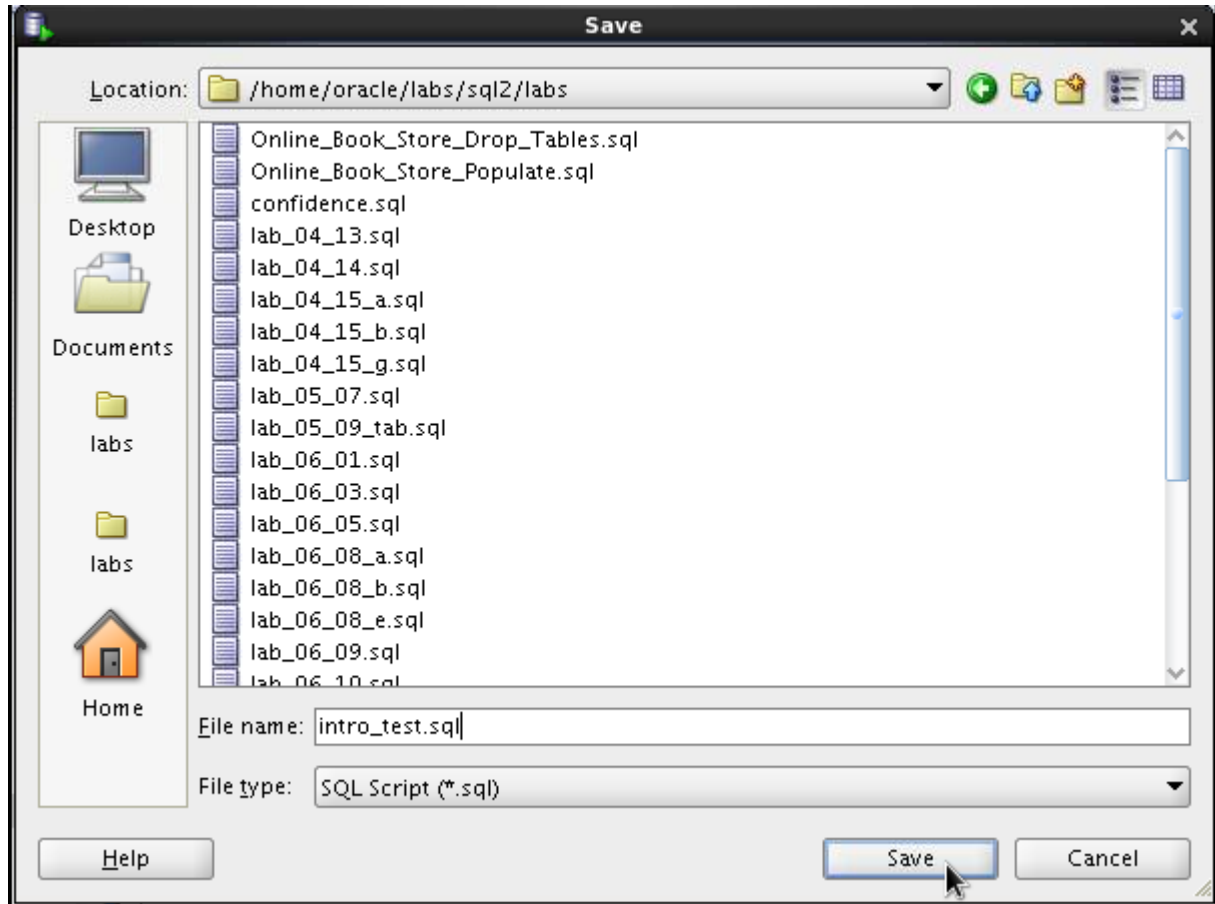 Save
Location: /home/oracle/labs/sql2/labs
Desktop
Documents
labs
labs
Home
Online_Book_Store_Drop_Tables.sql
Online_Book_Store_Populate.sql
confidence.sql
lab_04_13.sql
lab_04_14.sql
lab_04_15_a.sql
lab_04_15_b.sql
lab_04_15_g.sql
lab_05_07.sql
lab_05_09_tab.sql
lab_06_01.sql
lab_06_03.sql
lab_06_05.sql
lab_06_08_a.sql
lab_06_08_b.sql
lab_06_08_e.sql
lab_06_09.sql
lab_06_10.sql
File name: intro_test.sql
File type: SQL Script (*.sql)
Help
Save
Cancel